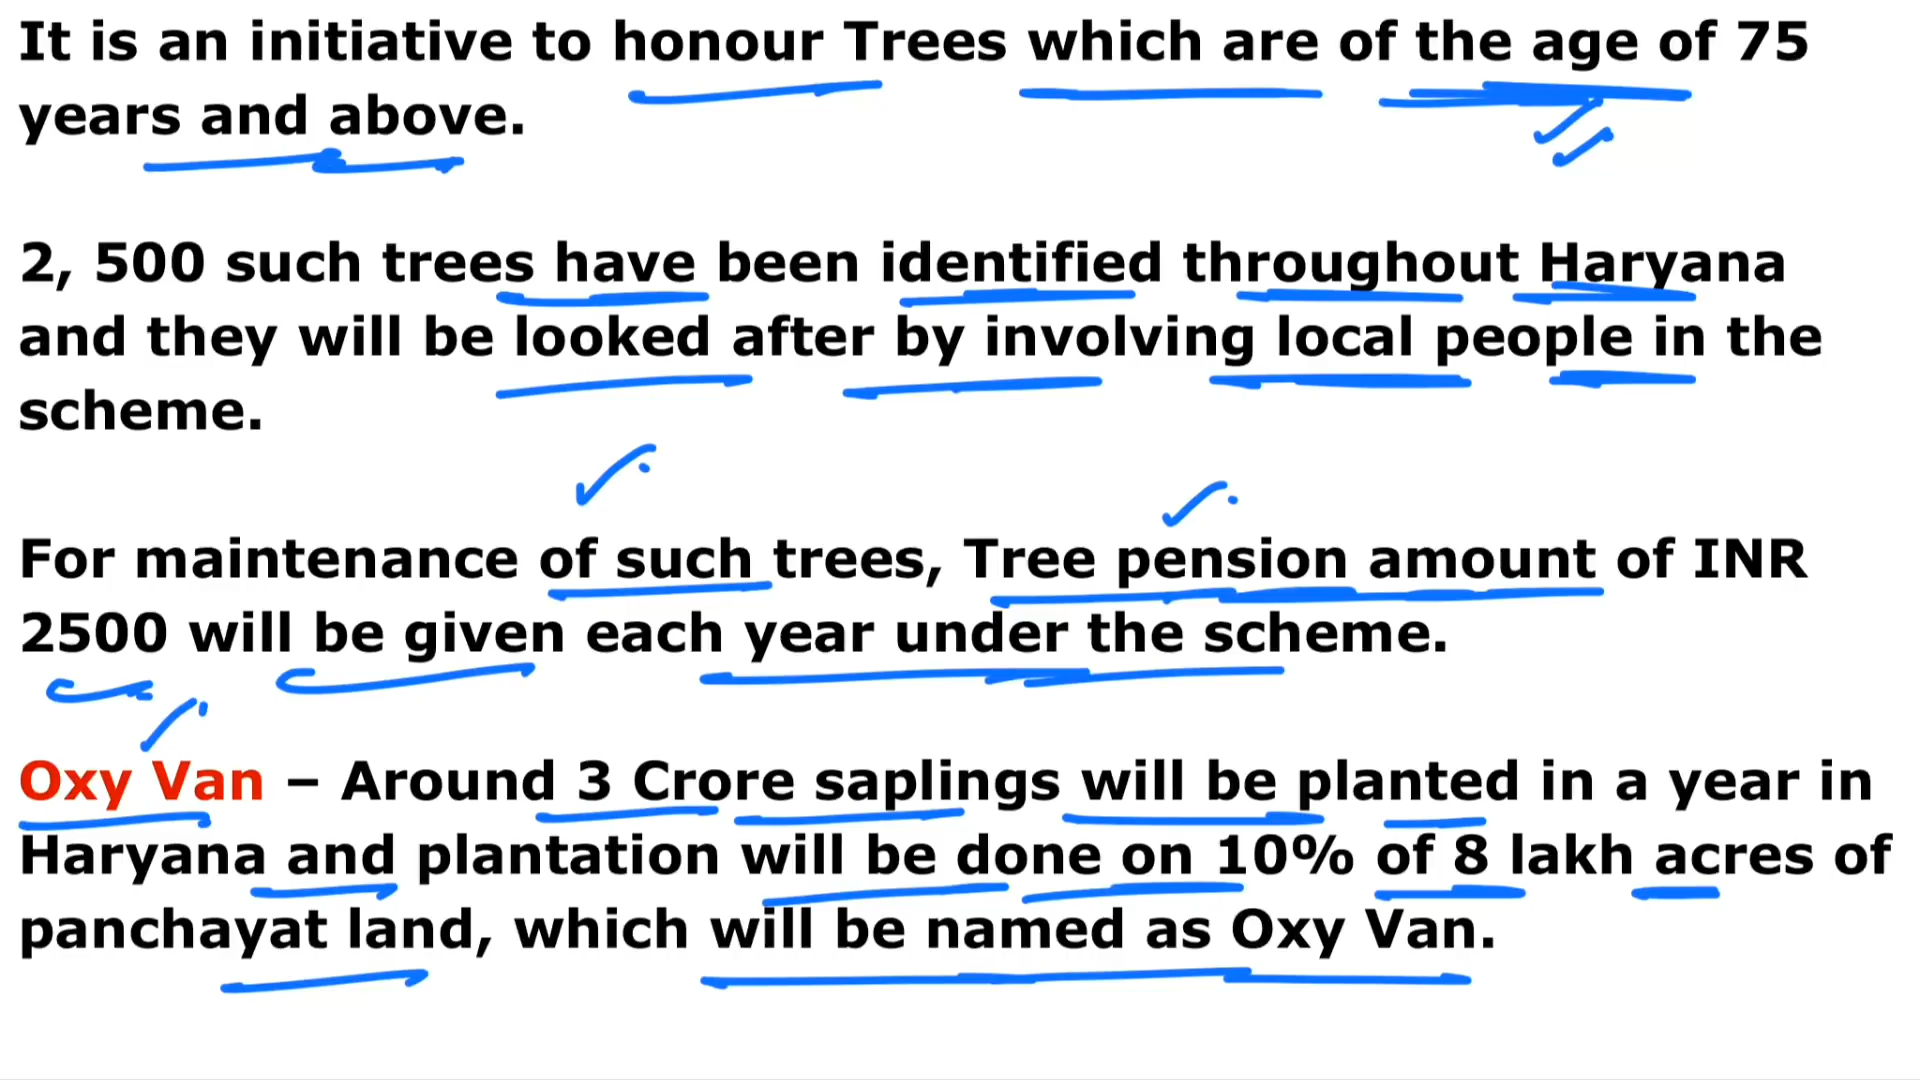 It is an initiative to honour Trees which are of the age of 75
years and above.
2, 500 such trees have been identified throughout Haryana
and they will be looked after by involving local people in the
scheme.
For maintenance of such trees, Tree pension amount of INR
2500 will be given each year under the scheme.
Oxy Van – Around 3 Crore saplings will be planted in a year in
Haryana and plantation will be done on 10% of 8 lakh acres of
panchayat land, which will be named as Oxy Van.